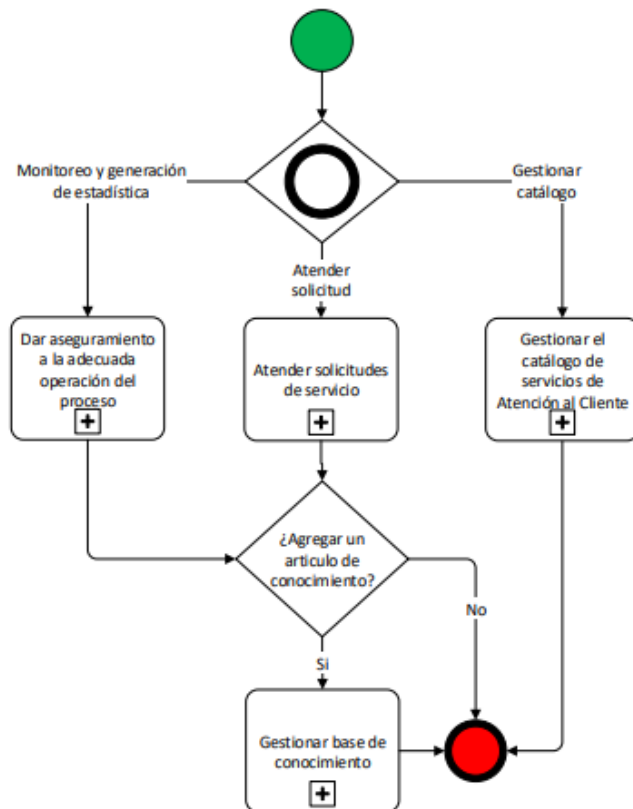 Monitoreo y generación
de estadística
Gestionar
catálogo
Atender
solicitud
Dar aseguramiento
a la adecuada
operación del
proceso
Atender solicitudes
de servicio
Gestionar el
catálogo de
servicios de
Atención al Cliente
¿Agregar un
articulo de
conocimiento?
No
Si
Gestionar base de
conocimiento